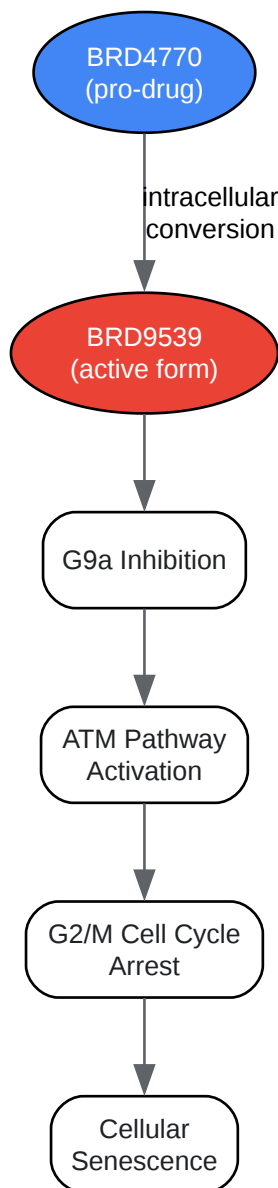 BRD4770
(pro-drug)
intracellular
conversion
BRD9539
(active form)
G9a Inhibition
ATM Pathway
Activation
G2/M Cell Cycle
Arrest
Cellular
Senescence